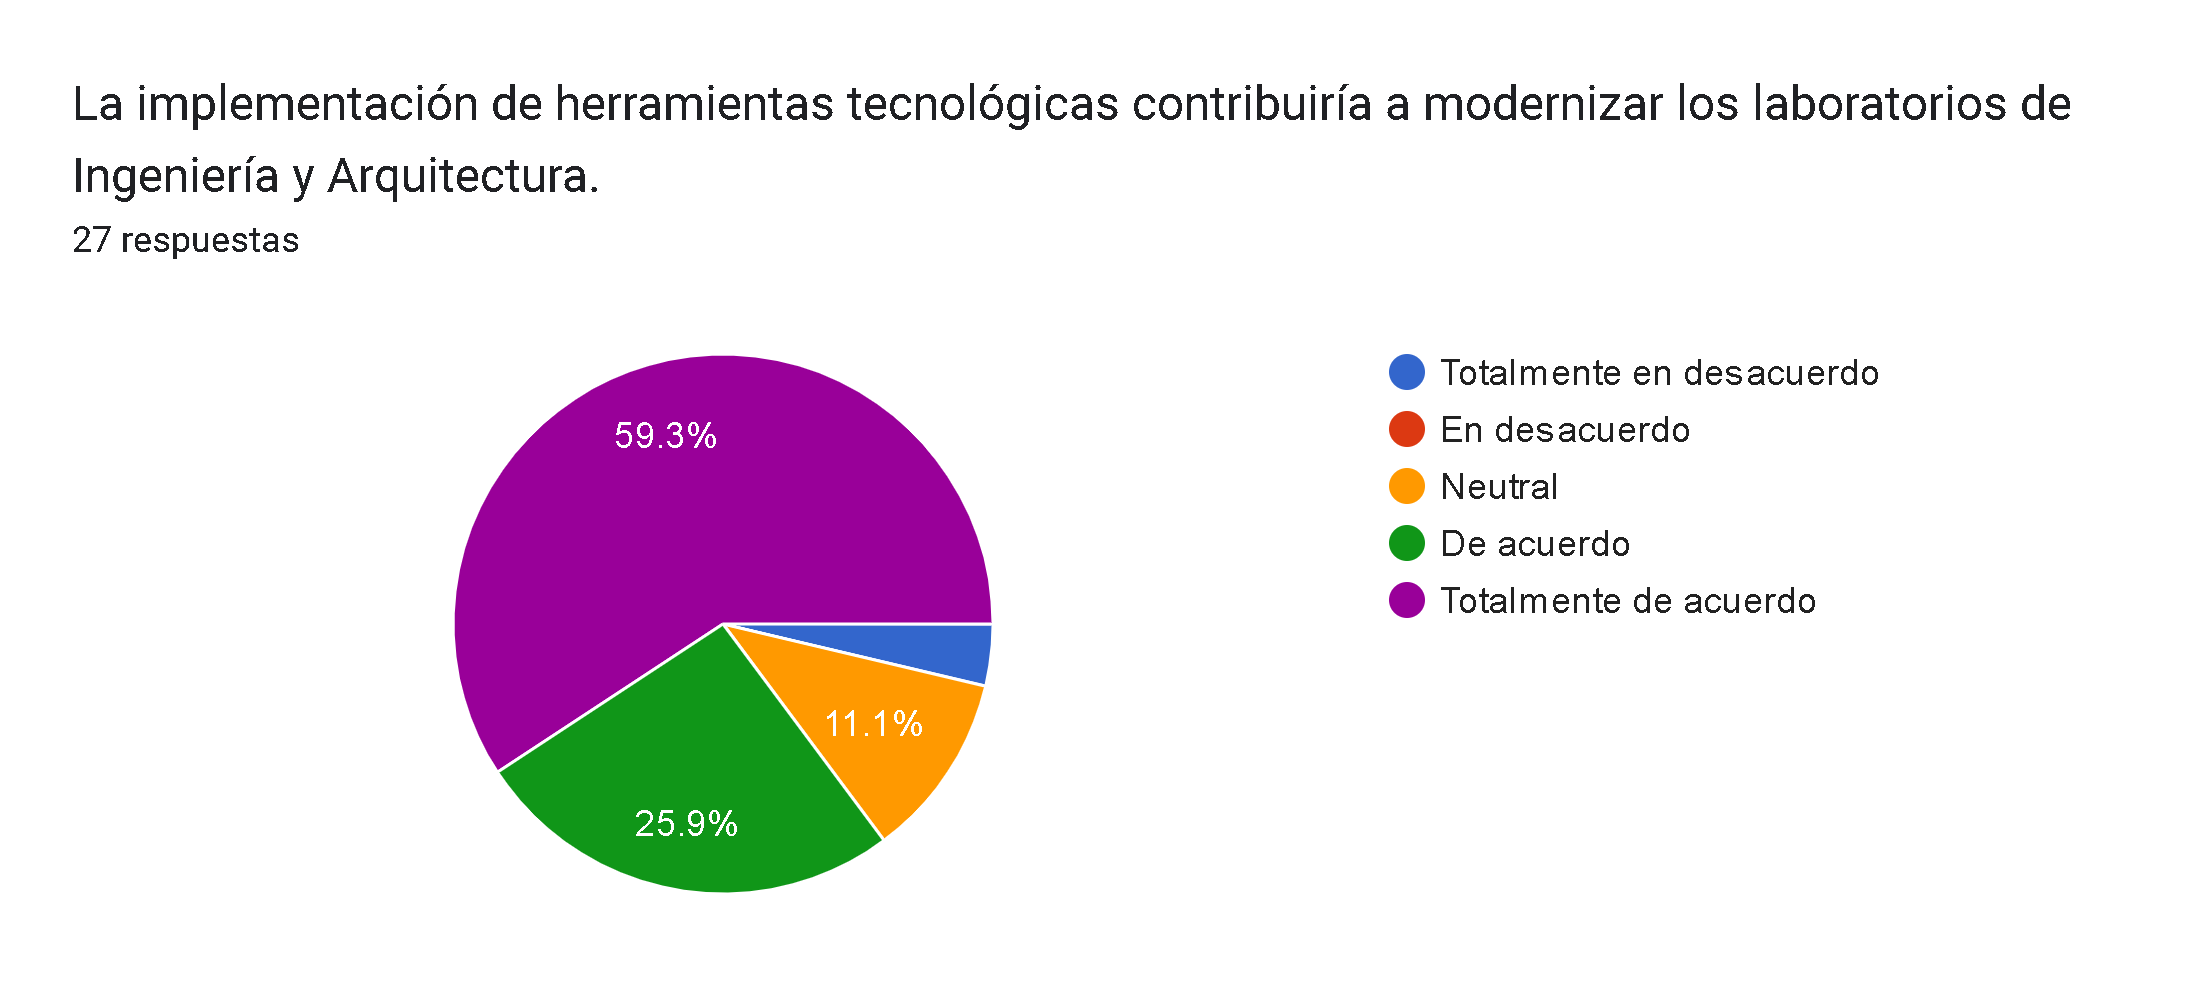 La implementación de herramientas tecnológicas contribuiría a modernizar los laboratorios de
Ingeniería y Arquitectura.
27 respuestas
59.3%
11.1%
25.9%
Totalmente en desacuerdo
En desacuerdo
Neutral
De acuerdo
Totalmente de acuerdo